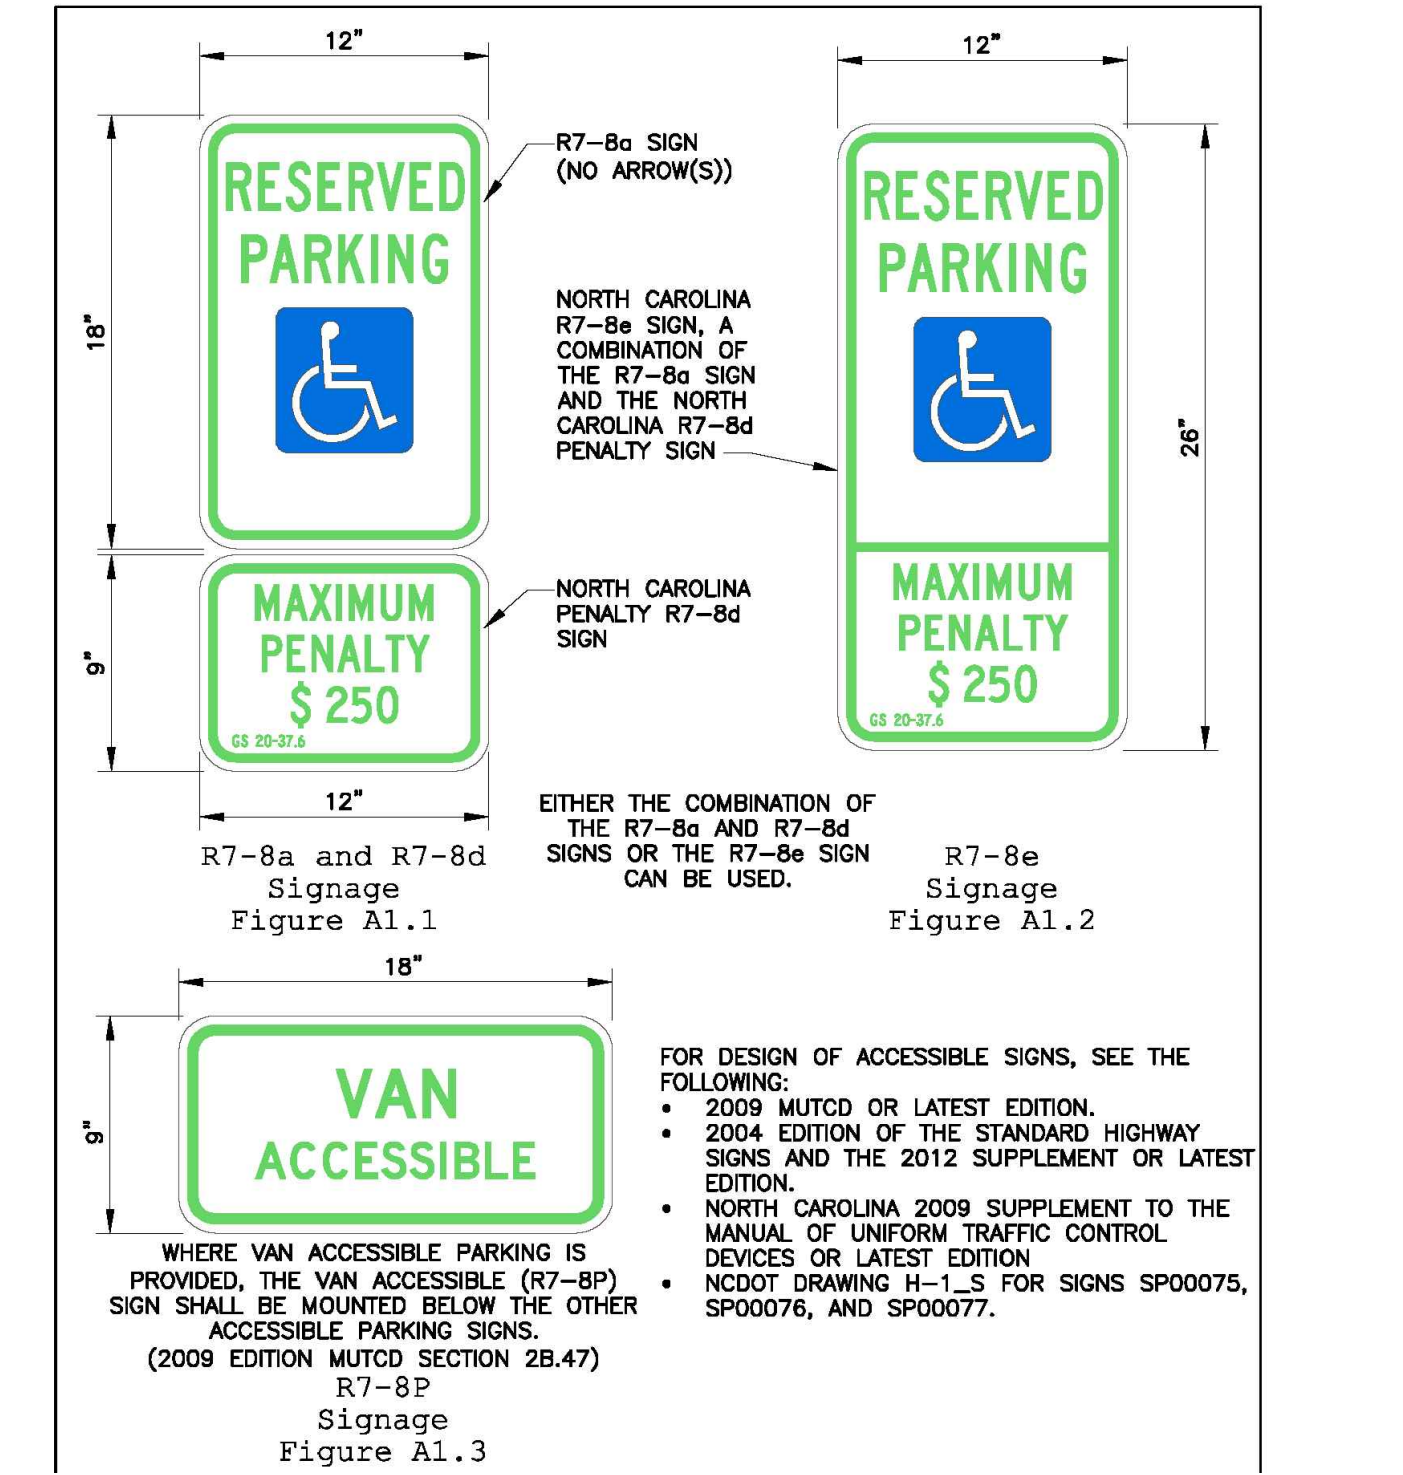 12"
R7-8a SIGN
(NO ARROW(S))
18"
RESERVED
PARKING
NORTH CAROLINA
R7-8e SIGN, A
COMBINATION OF
THE R7-8a SIGN
AND THE NORTH
CAROLINA R7-8d
PENALTY SIGN
12"
RESERVED
PARKING
26"
MAXIMUM
PENALTY
$ 250
GS 20-37.6
9"
MAXIMUM
PENALTY
$ 250
GS 20-37.6
NORTH CAROLINA
PENALTY R7-8d
SIGN
12"
R7-8a and R7-8d
Signage
Figure A1.1
EITHER THE COMBINATION OF
THE R7-8a AND R7-8d
SIGNS OR THE R7-8e SIGN
CAN BE USED.
R7-8e
Signage
Figure A1.2
18"
9"
VAN
ACCESSIBLE
WHERE VAN ACCESSIBLE PARKING IS
PROVIDED, THE VAN ACCESSIBLE (R7-8P)
SIGN SHALL BE MOUNTED BELOW THE OTHER
ACCESSIBLE PARKING SIGNS.
(2009 EDITION MUTCD SECTION 2B.47)
R7-8P
Signage
Figure A1.3
FOR DESIGN OF ACCESSIBLE SIGNS, SEE THE
FOLLOWING:
• 2009 MUTCD OR LATEST EDITION.
• 2004 EDITION OF THE STANDARD HIGHWAY
SIGNS AND THE 2012 SUPPLEMENT OR LATEST
EDITION.
• NORTH CAROLINA 2009 SUPPLEMENT TO THE
MANUAL OF UNIFORM TRAFFIC CONTROL
DEVICES OR LATEST EDITION
• NCDOT DRAWING H-1_S FOR SIGNS SP00075,
SP00076, AND SP00077.